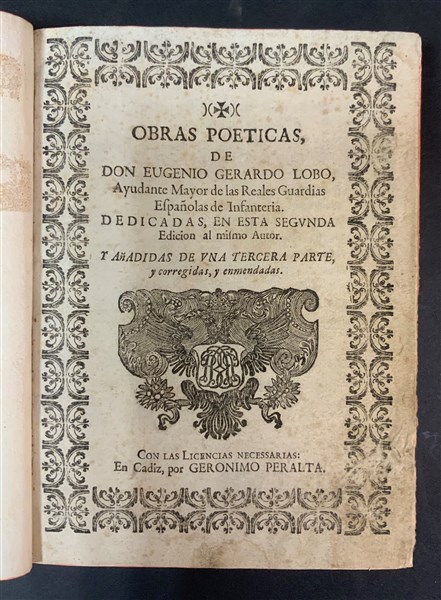 )(✠)(
OBRAS POETICAS,
DE
DON EUGENIO GERARDO LOBO,
Ayudante Mayor de las Reales Guardias
Españolas de Infanteria.
DEDICADAS, EN ESTA SEGVNDA
Edicion al mismo Autor.
Y AñADIDAS DE VNA TERCERA PARTE,
y corregidas, y enmendadas.
CON LAS LICENCIAS NECESSARIAS:
En Cadiz, por GERONIMO PERALTA.